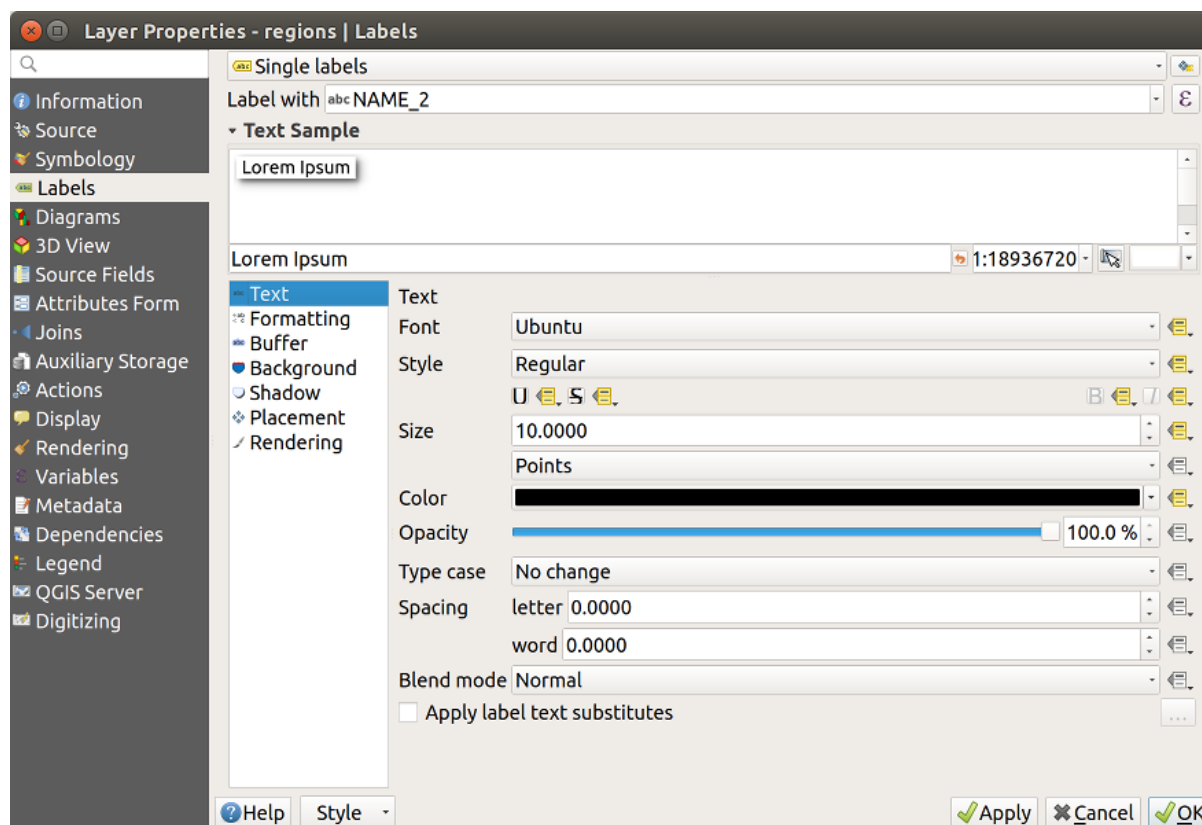 Layer Properties - regions | Labels
Information
Source
Symbology
Labels
Diagrams
3D View
Source Fields
Attributes Form
Joins
Auxiliary Storage
Actions
Display
Rendering
Variables
Metadata
Dependencies
Legend
QGIS Server
Digitizing
abc Single labels
Label with abc NAME_2 ε
Text Sample
Lorem Ipsum
Lorem Ipsum 1:18936720
Text
Formatting
Buffer
Background
Shadow
Placement
Rendering
Text
Font Ubuntu
Style Regular
U S B I
Size 10.0000
Points
Color
Opacity 100.0 %
Type case No change
Spacing letter 0.0000
word 0.0000
Blend mode Normal
Apply label text substitutes ...
Help Style Apply Cancel OK